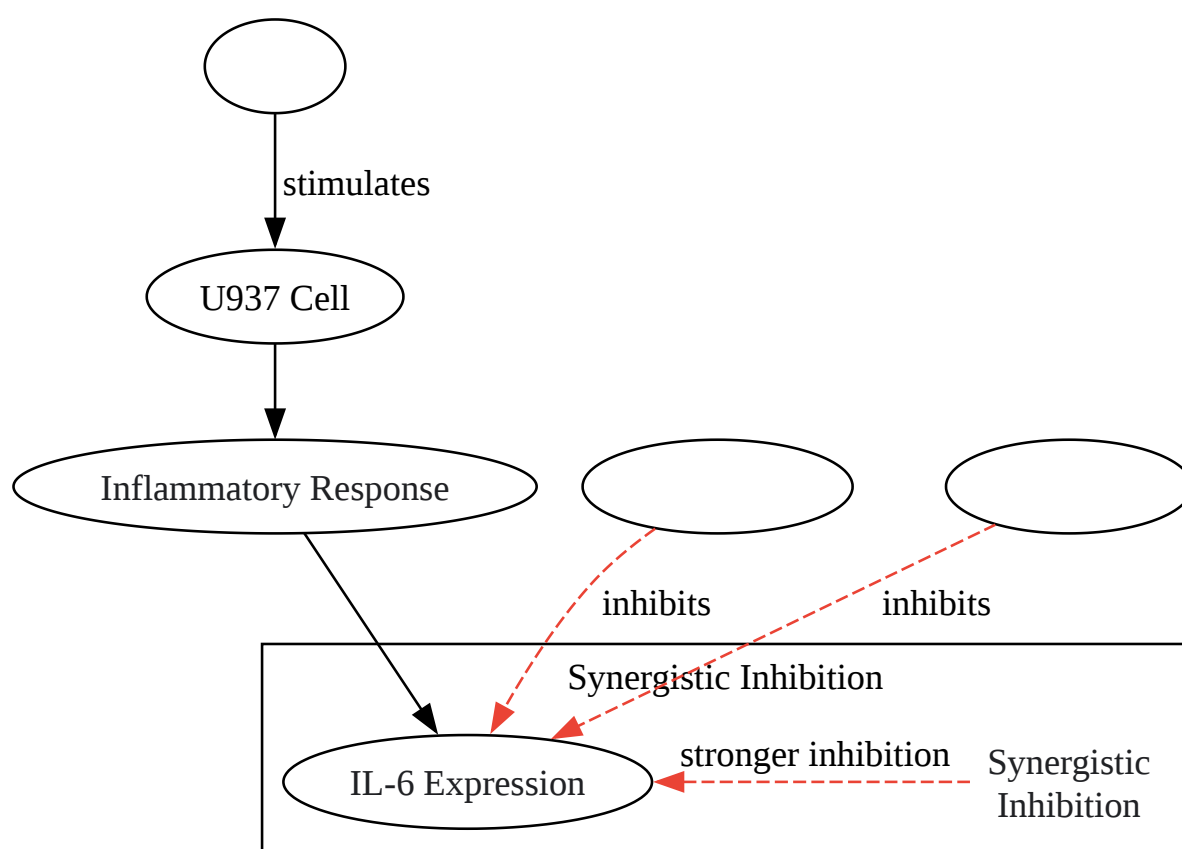 stimulates
U937 Cell
Inflammatory Response
inhibits
inhibits
Synergistic Inhibition
stronger inhibition
Synergistic
Inhibition
IL-6 Expression